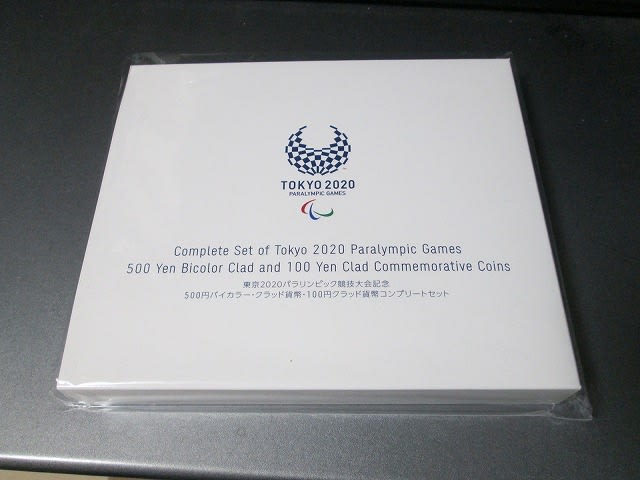 TOKYO 2020
PARALYMPIC GAMES
Complete Set of Tokyo 2020 Paralympic Games
500 Yen Bicolor Clad and 100 Yen Clad Commemorative Coins
東京2020パラリンピック競技大会記念
500円バイカラー・クラッド貨幣・100円クラッド貨幣コンプリートセット